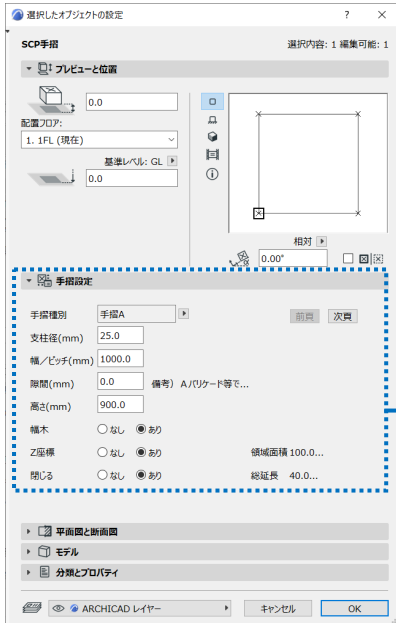 選択したオブジェクトの設定 ? ×
SCP手摺 選択内容: 1 編集可能: 1
プレビューと位置
0.0
配置フロア:
1. 1FL (現在)
基準レベル: GL
0.0
相対
0.00°
手摺設定
手摺種別 手摺A 前頁 次頁
支柱径(mm) 25.0
幅/ピッチ(mm) 1000.0
隙間(mm) 0.0 備考) Aバリケード等で...
高さ(mm) 900.0
幅木 なし あり
Z座標 なし あり 領域面積 100.0...
閉じる なし あり 総延長 40.0...
平面図と断面図
モデル
分類とプロパティ
ARCHICAD レイヤー キャンセル OK